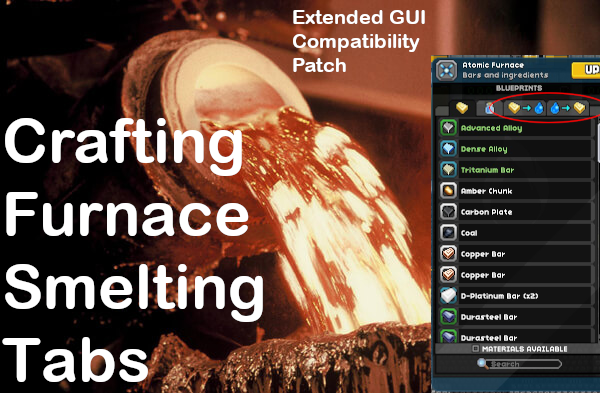 Extended GUI
Compatibility
Patch
Crafting
Furnace
Smelting
Tabs
Atomic Furnace
Bars and ingredients
UP
BLUEPRINTS
Advanced Alloy
Dense Alloy
Tritanium Bar
Amber Chunk
Carbon Plate
Coal
Copper Bar
Copper Bar
D-Platinum Bar (x2)
Durasteel Bar
Durasteel Bar
MATERIALS AVAILABLE
Search